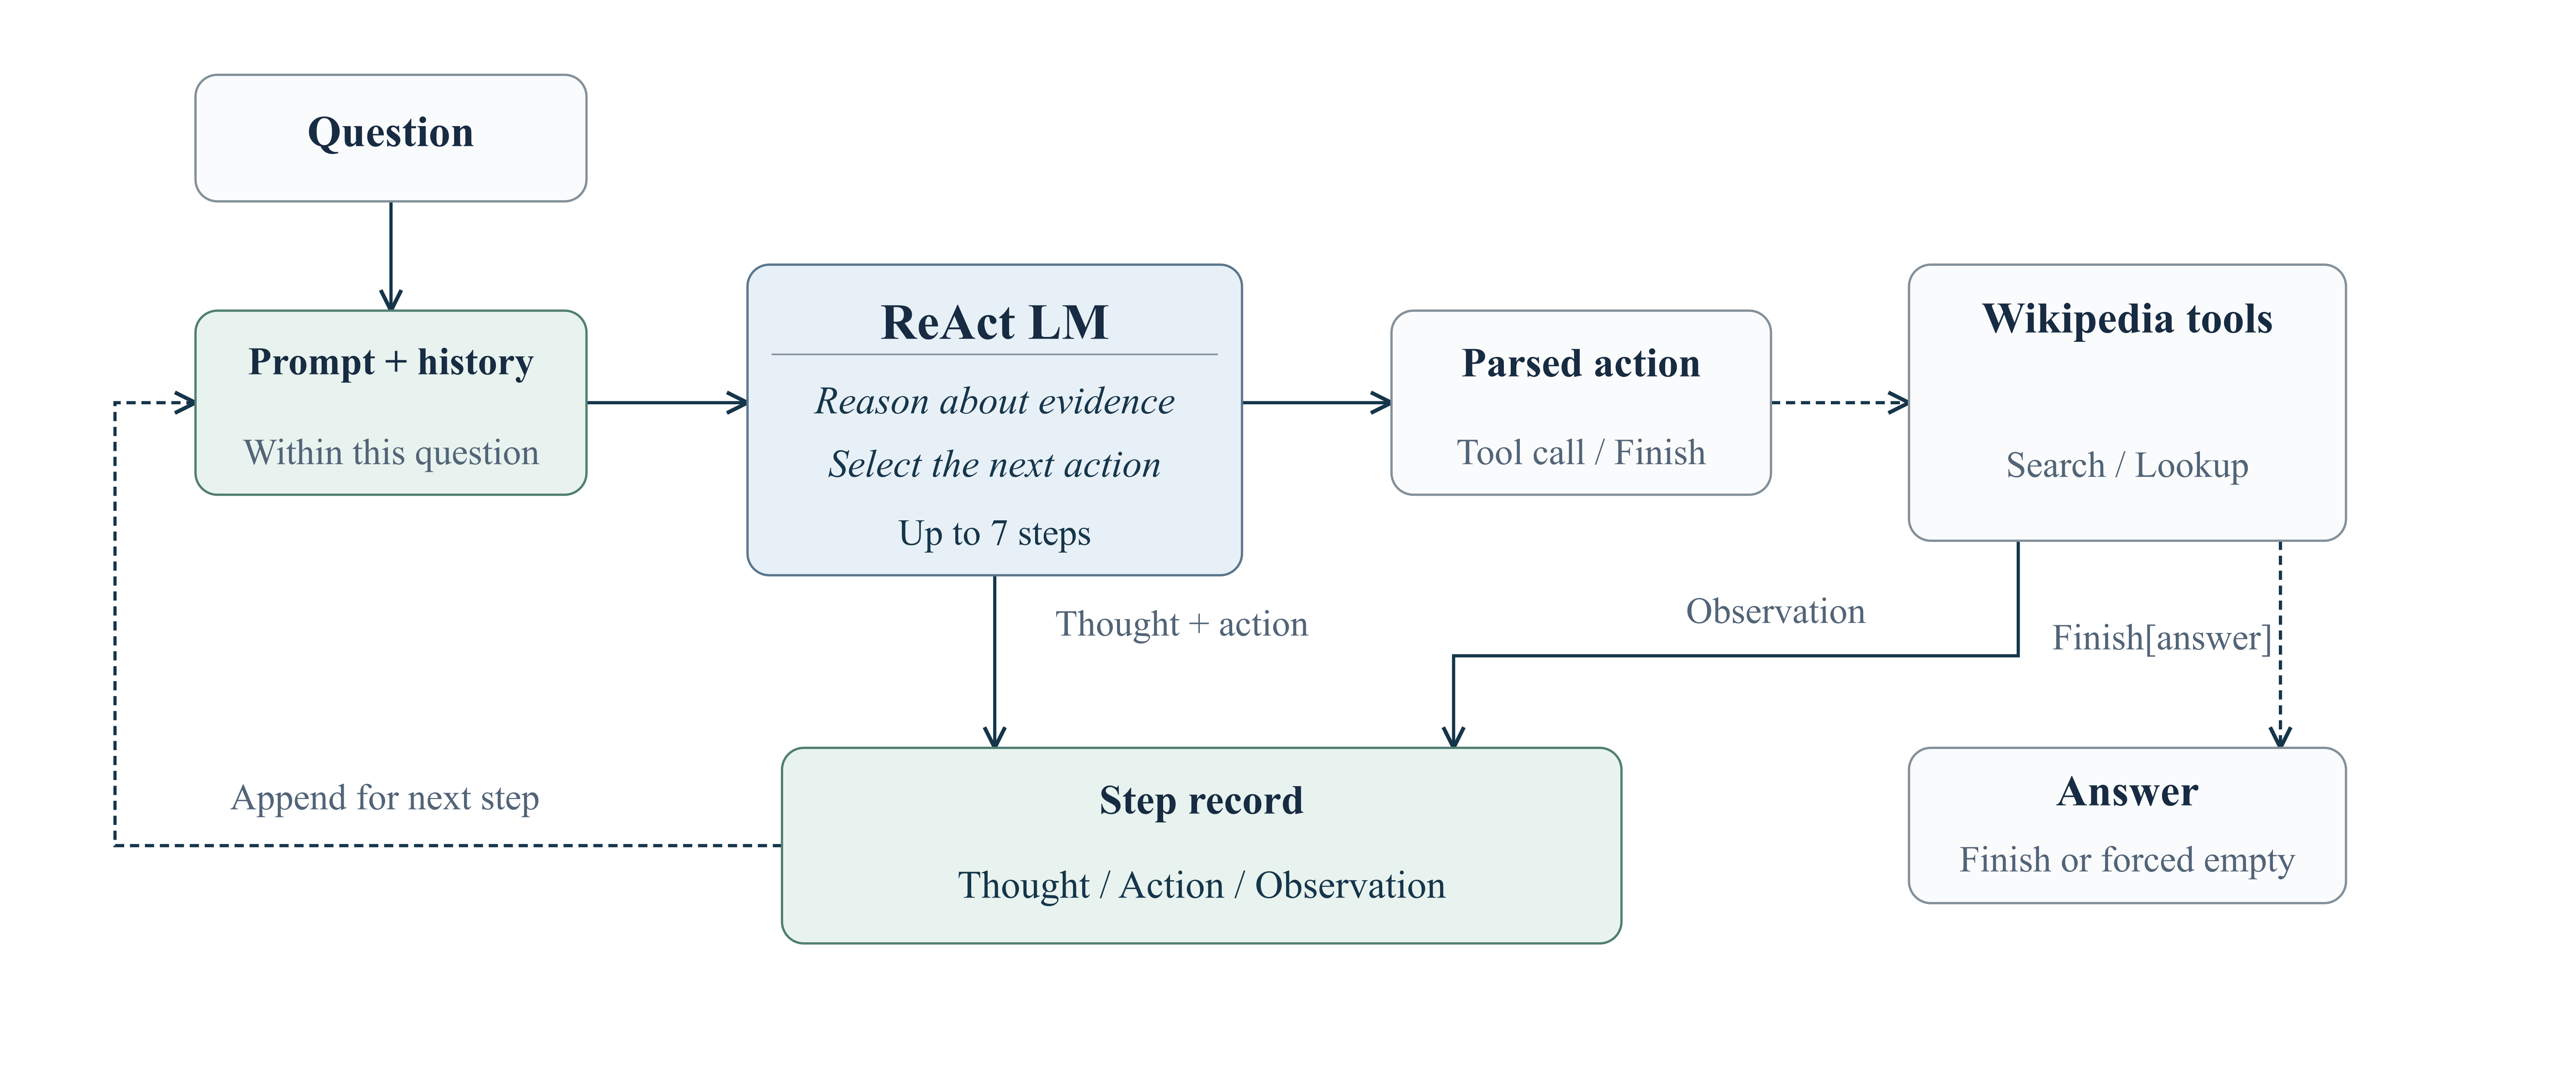 Question
Prompt + history
Within this question
ReAct LM
Reason about evidence
Select the next action
Up to 7 steps
Parsed action
Tool call / Finish
Wikipedia tools
Search / Lookup
Thought + action
Observation
Finish[answer]
Append for next step
Step record
Thought / Action / Observation
Answer
Finish or forced empty